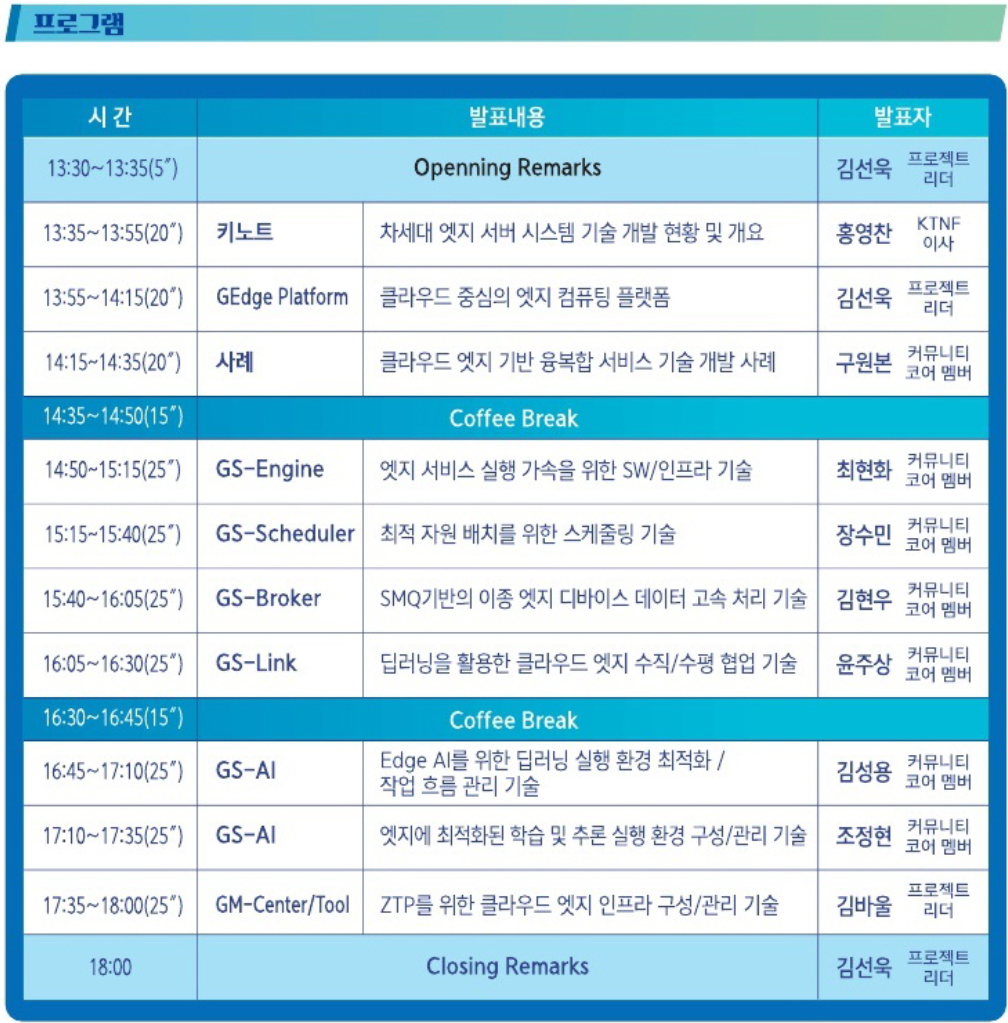 프로그램
시 간 발표내용 발표자
13:30~13:35(5″) Openning Remarks 김선욱 프로젝트 리더
13:35~13:55(20″) 키노트 차세대 엣지 서버 시스템 기술 개발 현황 및 개요 홍영찬 KTNF 이사
13:55~14:15(20″) GEdge Platform 클라우드 중심의 엣지 컴퓨팅 플랫폼 김선욱 프로젝트 리더
14:15~14:35(20″) 사례 클라우드 엣지 기반 융복합 서비스 기술 개발 사례 구원본 커뮤니티 코어 멤버
14:35~14:50(15″) Coffee Break
14:50~15:15(25″) GS-Engine 엣지 서비스 실행 가속을 위한 SW/인프라 기술 최현화 커뮤니티 코어 멤버
15:15~15:40(25″) GS-Scheduler 최적 자원 배치를 위한 스케줄링 기술 장수민 커뮤니티 코어 멤버
15:40~16:05(25″) GS-Broker SMQ기반의 이종 엣지 디바이스 데이터 고속 처리 기술 김현우 커뮤니티 코어 멤버
16:05~16:30(25″) GS-Link 딥러닝을 활용한 클라우드 엣지 수직/수평 협업 기술 윤주상 커뮤니티 코어 멤버
16:30~16:45(15″) Coffee Break
16:45~17:10(25″) GS-AI Edge AI를 위한 딥러닝 실행 환경 최적화 / 작업 흐름 관리 기술 김성용 커뮤니티 코어 멤버
17:10~17:35(25″) GS-AI 엣지에 최적화된 학습 및 추론 실행 환경 구성/관리 기술 조정현 커뮤니티 코어 멤버
17:35~18:00(25″) GM-Center/Tool ZTP를 위한 클라우드 엣지 인프라 구성/관리 기술 김바울 프로젝트 리더
18:00 Closing Remarks 김선욱 프로젝트 리더